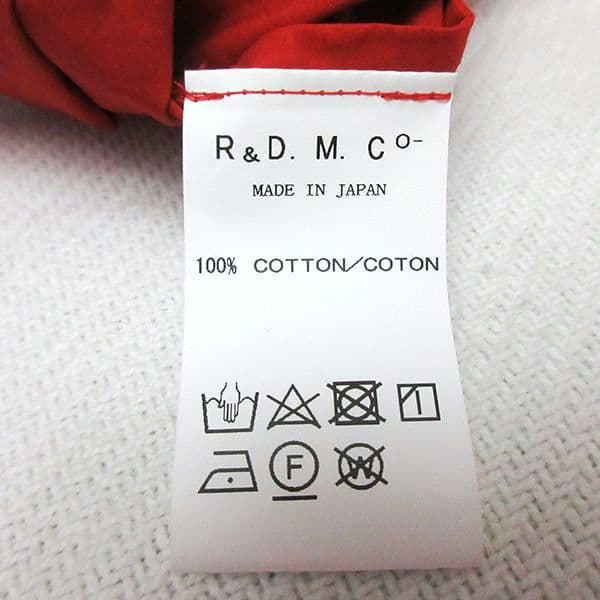 R&D. M. Co-
MADE IN JAPAN
100% COTTON/COTON
F
W